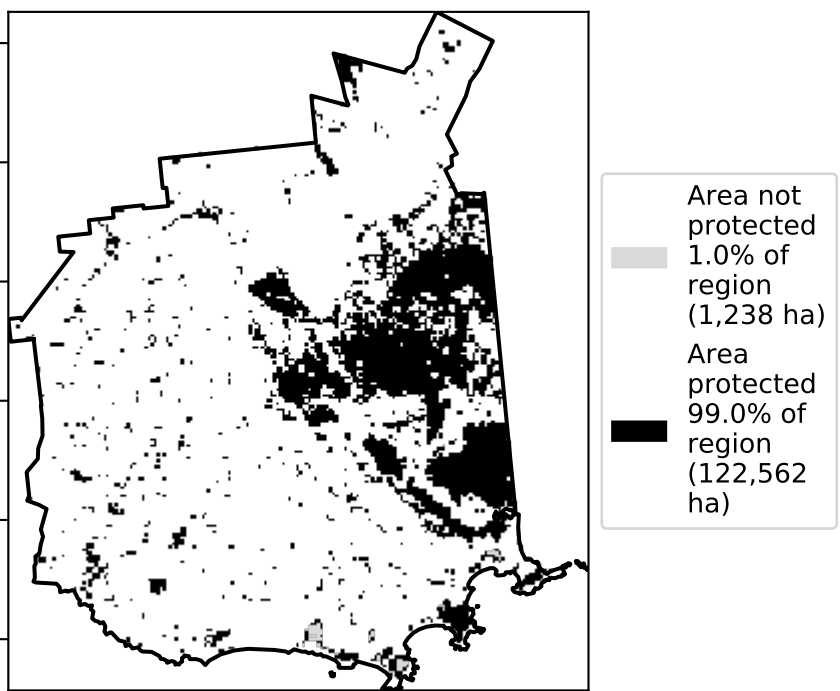 Area not
protected
1.0% of
region
(1,238 ha)
Area
protected
99.0% of
region
(122,562
ha)